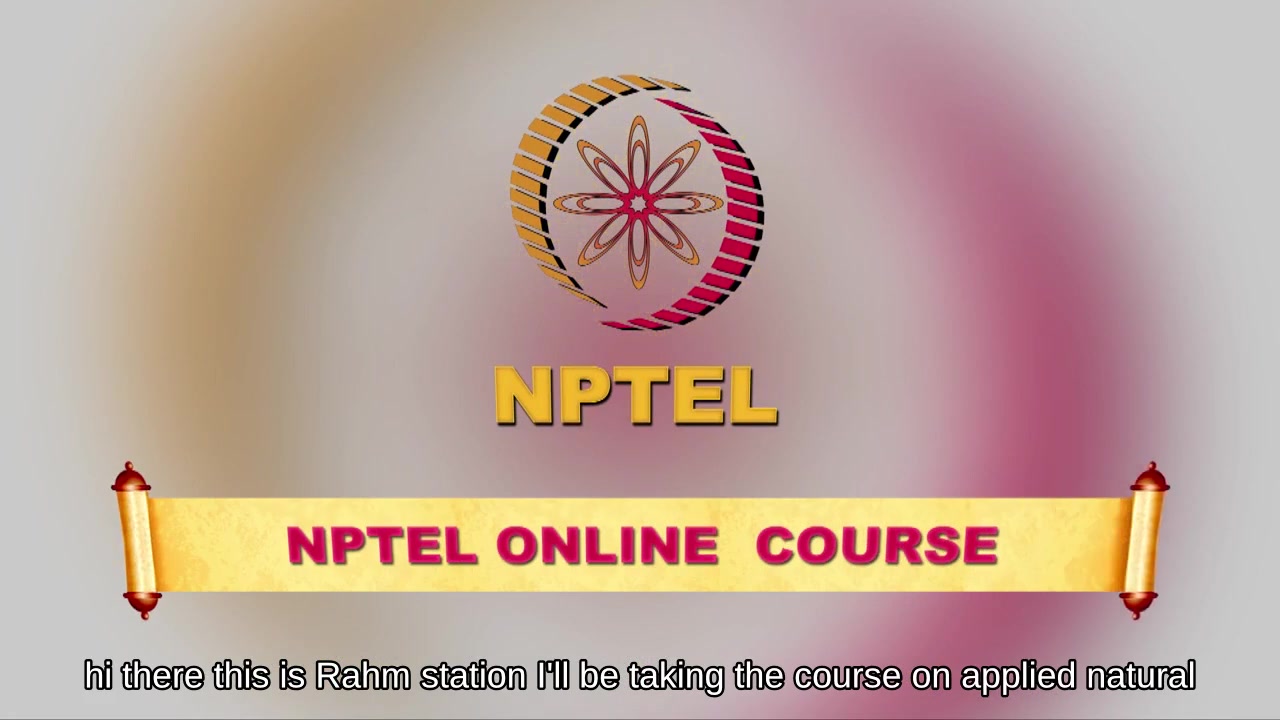 NPTEL
NPTEL ONLINE COURSE
hi there this is Rahm station I'll be taking the course on applied natural